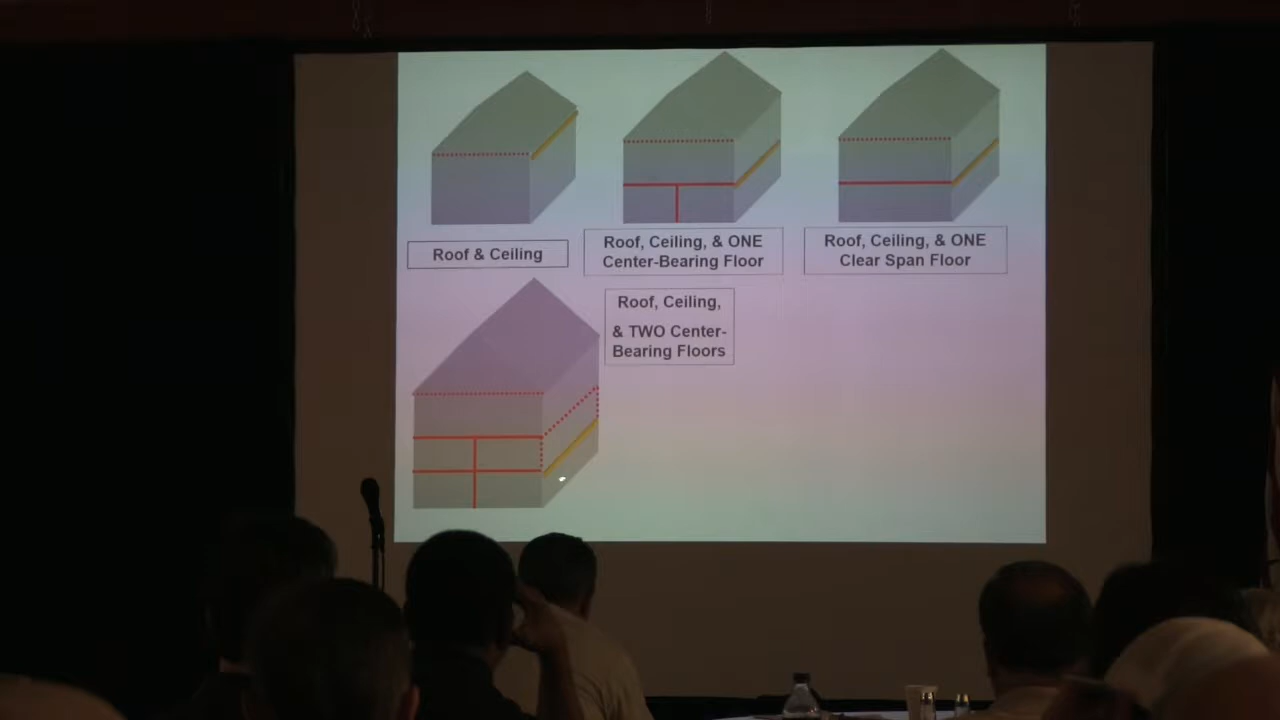 Roof & Ceiling
Roof, Ceiling, & ONE
Center-Bearing Floor
Roof, Ceiling, & ONE
Clear Span Floor
Roof, Ceiling,
& TWO Center-
Bearing Floors